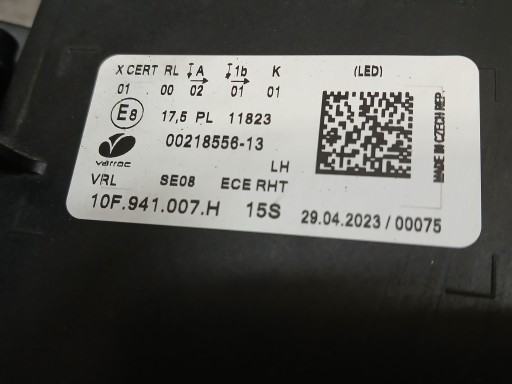 X CERT RL A 1b K (LED)
01 00 02 01 01
E8 17,5 PL 11823
00218556-13
varroc
LH
VRL SE08 ECE RHT
10F.941.007.H 15S 29.04.2023 / 00075
MADE IN CZECH REP.